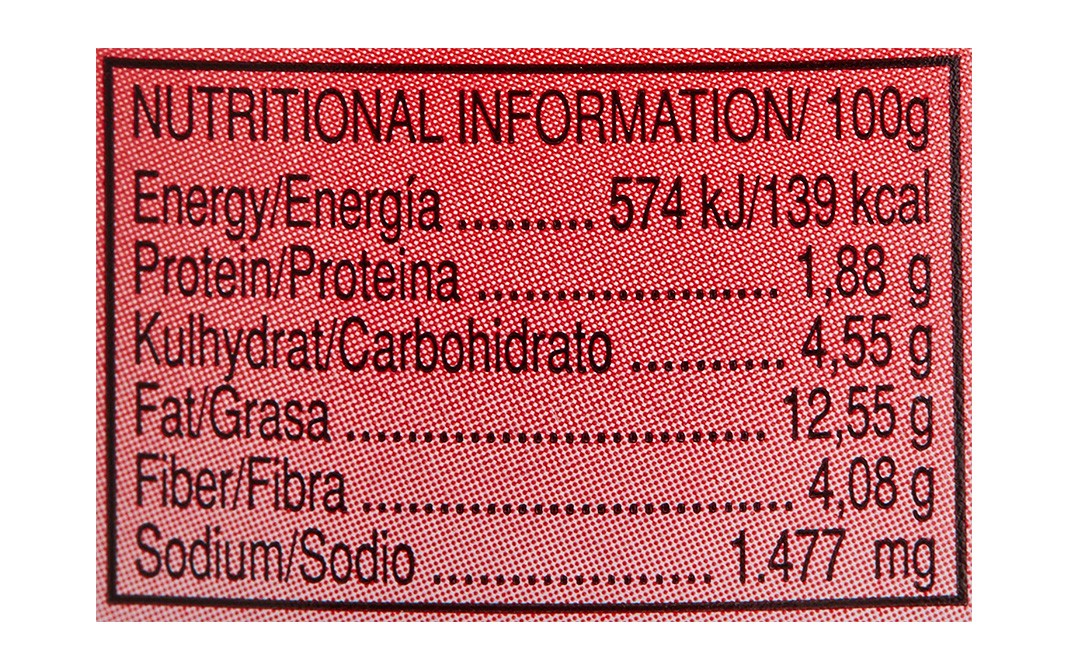 NUTRITIONAL INFORMATION/ 100g
Energy/Energía ......... 574 kJ/139 kcal
Protein/Proteina ................... 1,88 g
Kulhydrat/Carbohidrato .......... 4,55 g
Fat/Grasa ........................... 12,55 g
Fiber/Fibra ............................ 4,08 g
Sodium/Sodio .................. 1.477 mg